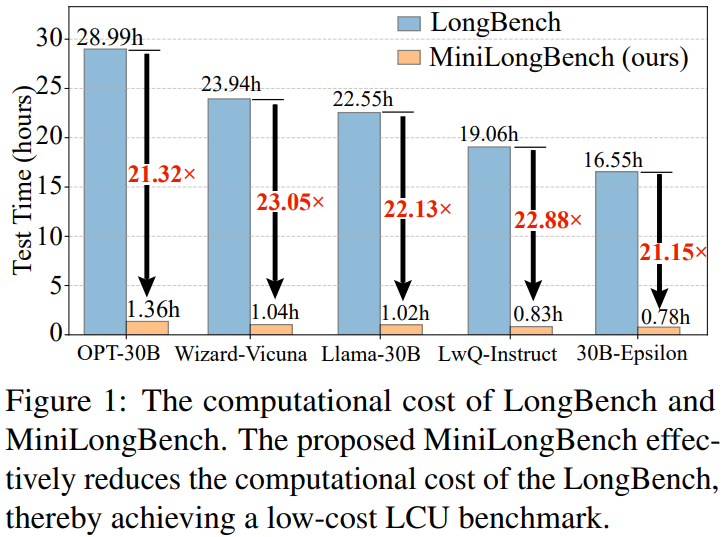 28.99h
30
LongBench
MiniLongBench (ours)
23.94h
25
22.55h
19.06h
20
16.55h
Test Time (hours)
21.32×
23.05×
22.13×
22.88×
21.15×
15
10
5
1.36h
1.04h
1.02h
0.83h
0.78h
0
OPT-30B Wizard-Vicuna Llama-30B LwQ-Instruct 30B-Epsilon
Figure 1: The computational cost of LongBench and
MiniLongBench. The proposed MiniLongBench effec-
tively reduces the computational cost of the LongBench,
thereby achieving a low-cost LCU benchmark.